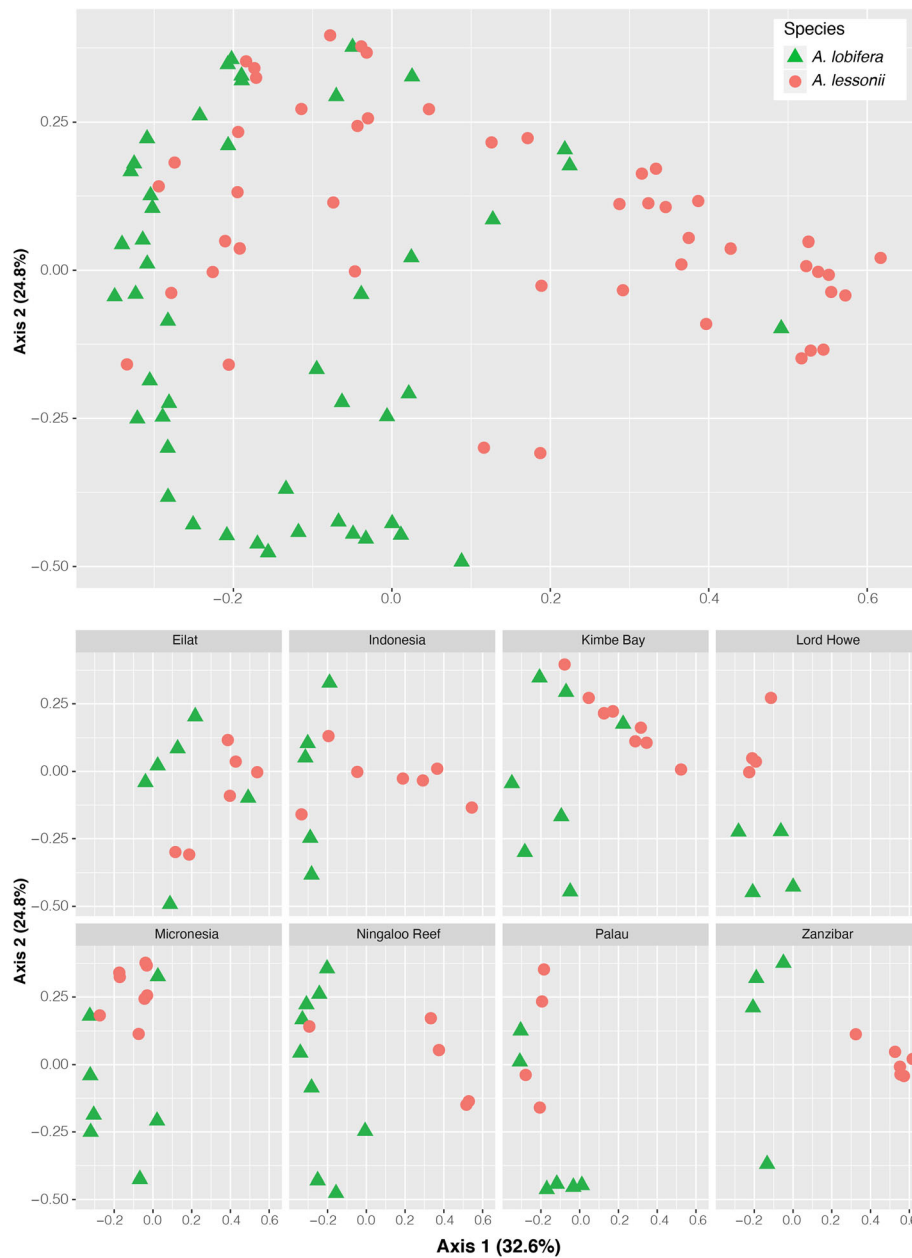 Species
A. lobifera
A. lessonii
Axis 2 (24.8%)
0.25
0.00
−0.25
−0.50
−0.2
0.0
0.2
0.4
0.6
Eilat
Indonesia
Kimbe Bay
Lord Howe
0.25
0.00
−0.25
−0.50
Axis 2 (24.8%)
Micronesia
Ningaloo Reef
Palau
Zanzibar
0.25
0.00
−0.25
−0.50
−0.2 0.0 0.2 0.4 0.6
−0.2 0.0 0.2 0.4 0.6
−0.2 0.0 0.2 0.4 0.6
−0.2 0.0 0.2 0.4 0.6
Axis 1 (32.6%)